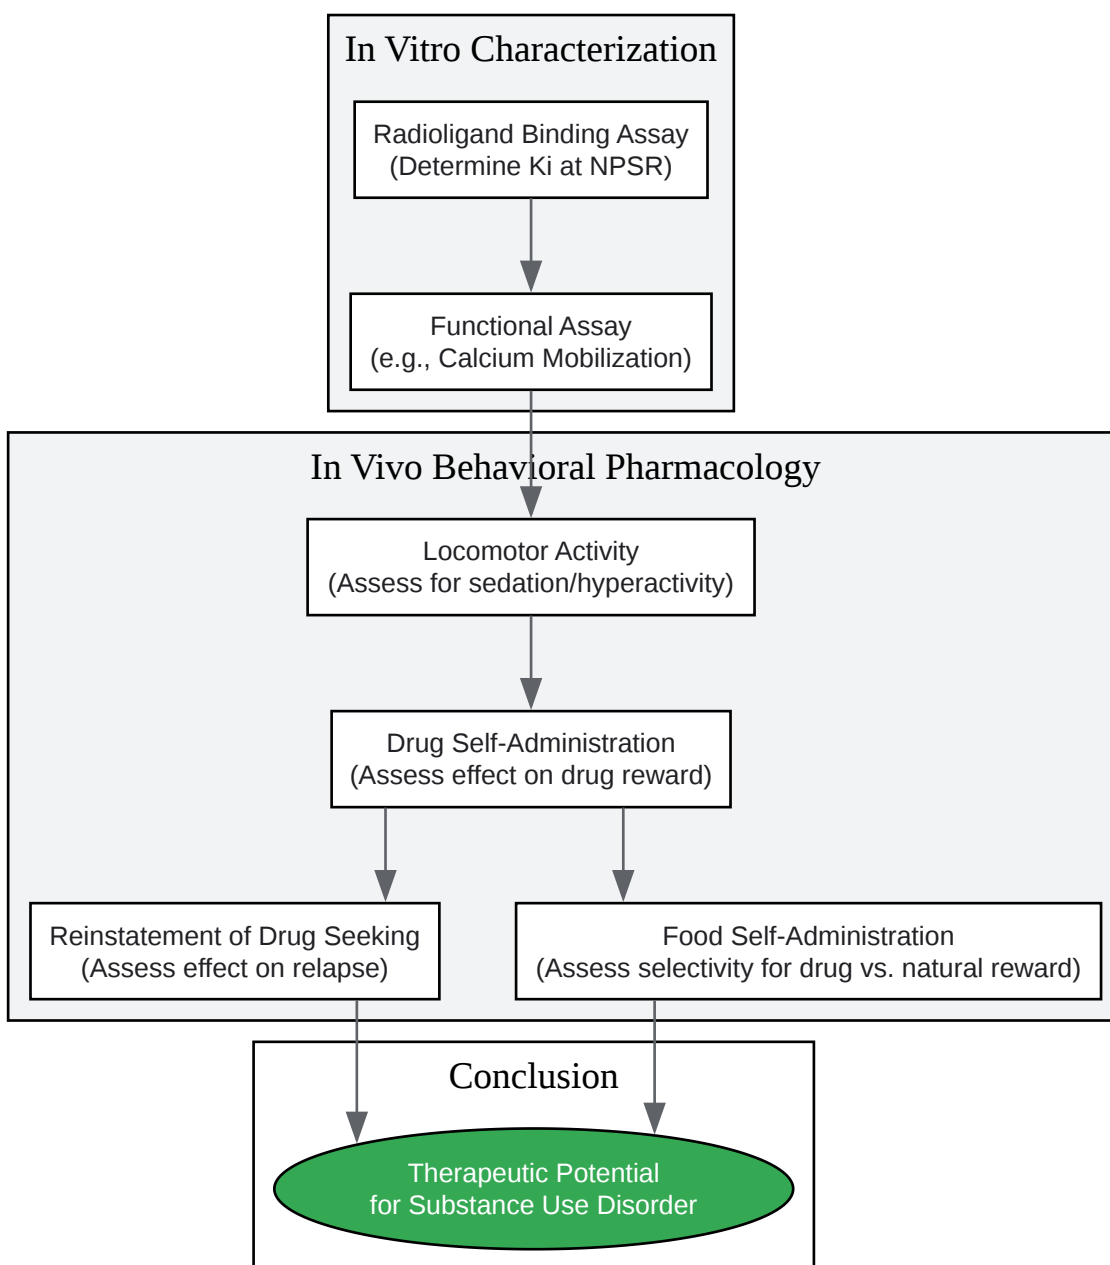 In Vitro Characterization
Radioligand Binding Assay
(Determine Ki at NPSR)
Functional Assay
(e.g., Calcium Mobilization)
In Vivo Behavioral Pharmacology
Locomotor Activity
(Assess for sedation/hyperactivity)
Drug Self-Administration
(Assess effect on drug reward)
Reinstatement of Drug Seeking
(Assess effect on relapse)
Food Self-Administration
(Assess selectivity for drug vs. natural reward)
Conclusion
Therapeutic Potential
for Substance Use Disorder